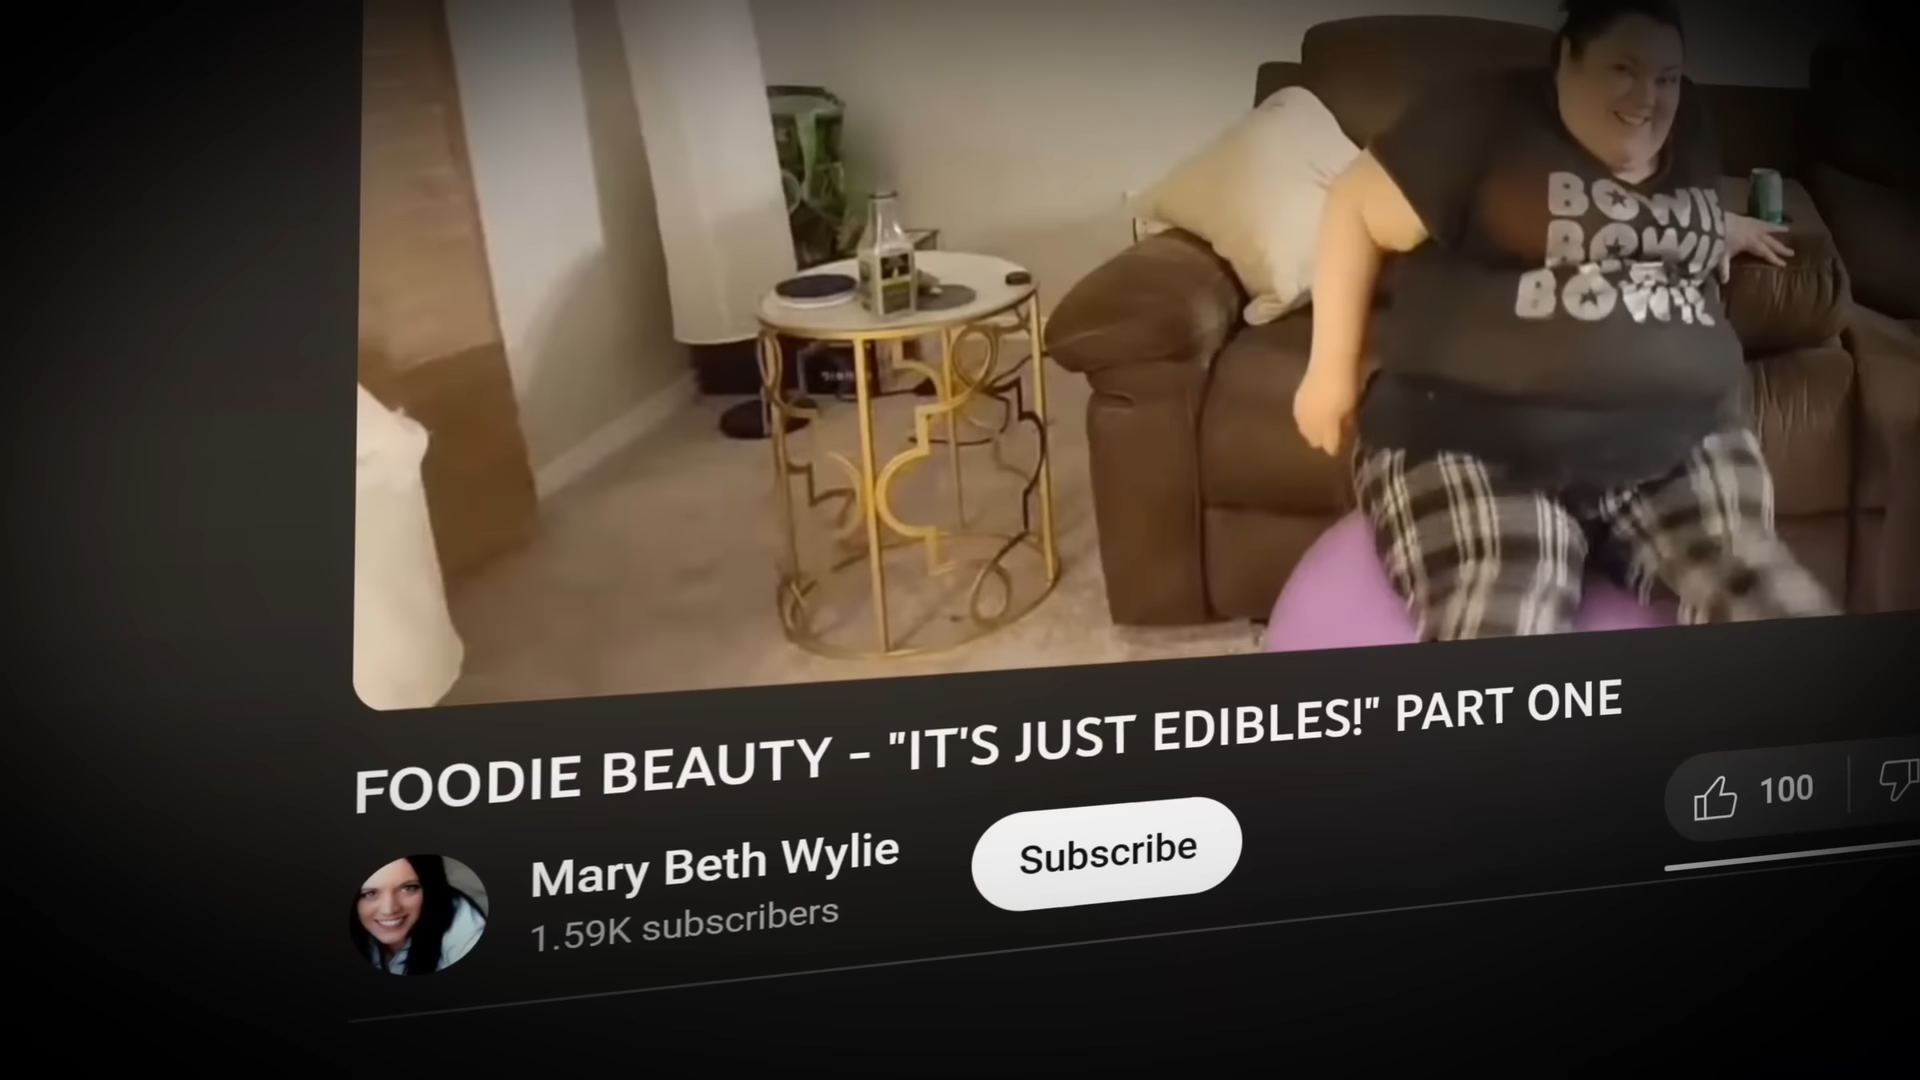 BOWIE
BOWIE
BOWIE
FOODIE BEAUTY - "IT'S JUST EDIBLES!" PART ONE
Mary Beth Wylie
1.59K subscribers
Subscribe
100